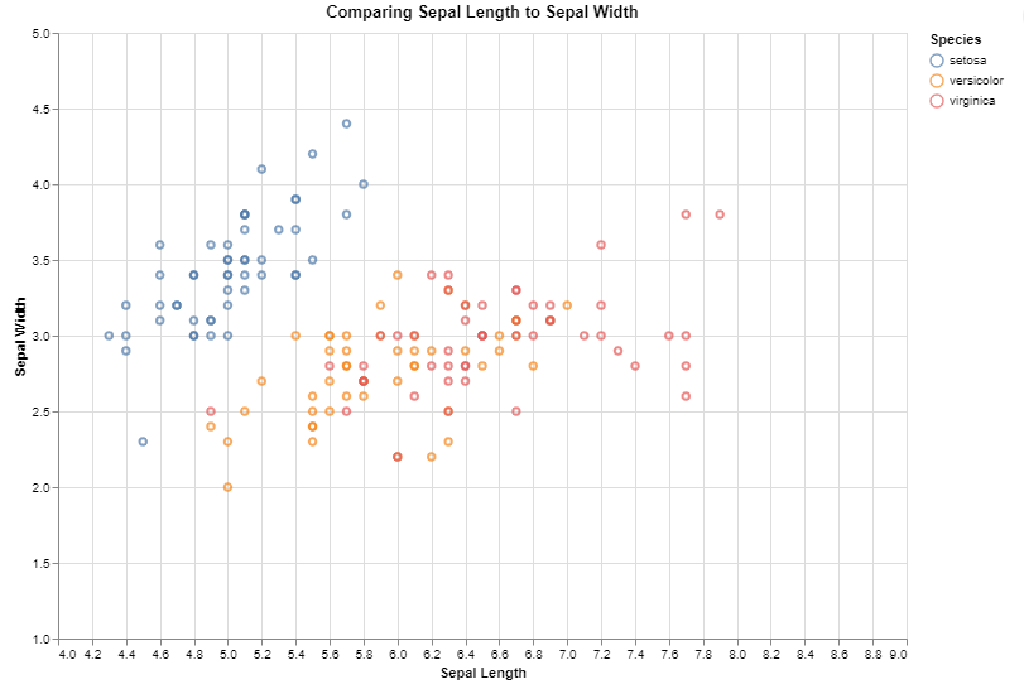 Comparing Sepal Length to Sepal Width
Species
setosa
versicolor
virginica
5.0
4.5
4.0
3.5
3.0
2.5
2.0
1.5
1.0
Sepal Width
4.0 4.2 4.4 4.6 4.8 5.0 5.2 5.4 5.6 5.8 6.0 6.2 6.4 6.6 6.8 7.0 7.2 7.4 7.6 7.8 8.0 8.2 8.4 8.6 8.8 9.0
Sepal Length